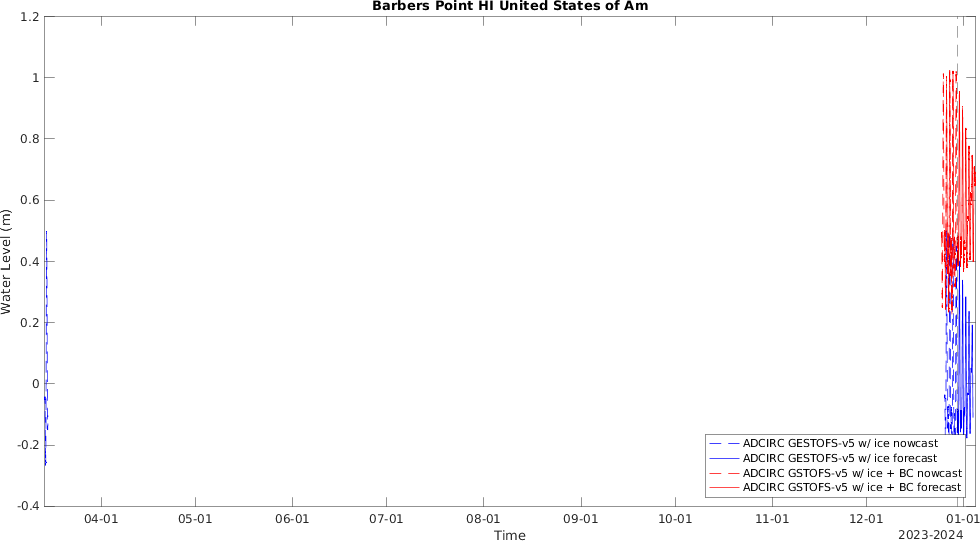 Barbers Point HI United States of Am
Water Level (m)
1.2
1
0.8
0.6
0.4
0.2
0
-0.2
-0.4
ADCIRC GESTOFS-v5 w/ ice nowcast
ADCIRC GESTOFS-v5 w/ ice forecast
ADCIRC GSTOFS-v5 w/ ice + BC nowcast
ADCIRC GSTOFS-v5 w/ ice + BC forecast
04-01 05-01 06-01 07-01 08-01 09-01 10-01 11-01 12-01 01-01
Time
2023-2024